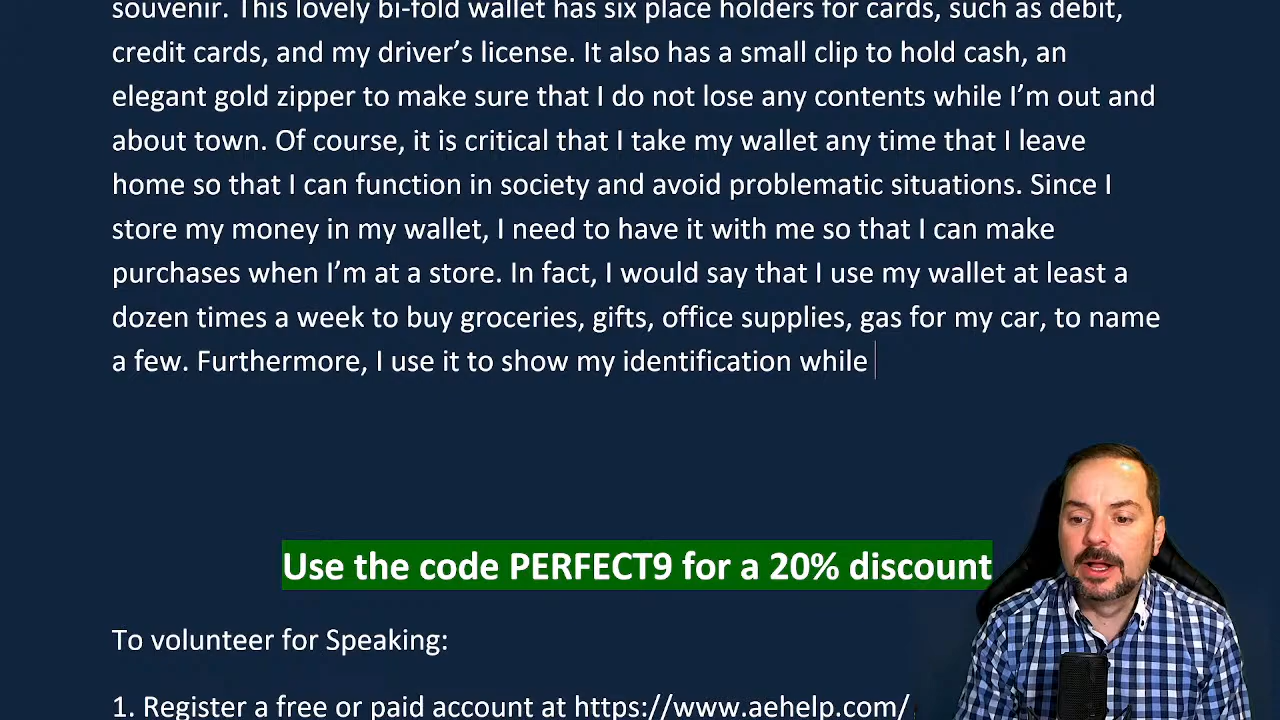 souvenir. This lovely bi-fold wallet has six place holders for cards, such as debit,
credit cards, and my driver’s license. It also has a small clip to hold cash, an
elegant gold zipper to make sure that I do not lose any contents while I’m out and
about town. Of course, it is critical that I take my wallet any time that I leave
home so that I can function in society and avoid problematic situations. Since I
store my money in my wallet, I need to have it with me so that I can make
purchases when I’m at a store. In fact, I would say that I use my wallet at least a
dozen times a week to buy groceries, gifts, office supplies, gas for my car, to name
a few. Furthermore, I use it to show my identification while
Use the code PERFECT9 for a 20% discount
To volunteer for Speaking:
1. Register a free or paid account at https://www.aehelp.com/